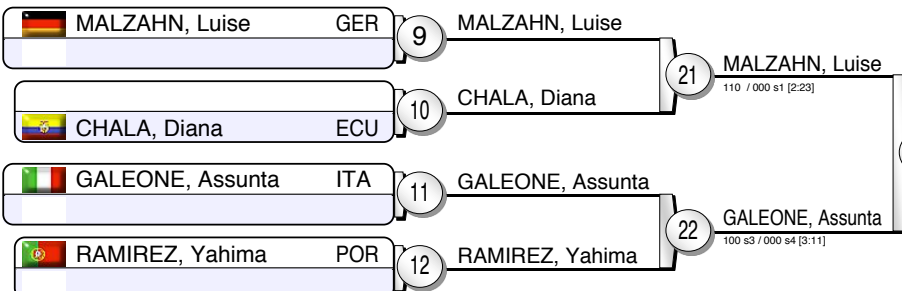 MALZAHN, Luise GER
9
MALZAHN, Luise
CHALA, Diana ECU
10
CHALA, Diana
21
MALZAHN, Luise
110 / 000 s1 [2:23]
GALEONE, Assunta ITA
11
GALEONE, Assunta
RAMIREZ, Yahima POR
12
RAMIREZ, Yahima
22
GALEONE, Assunta
100 s3 / 000 s4 [3:11]